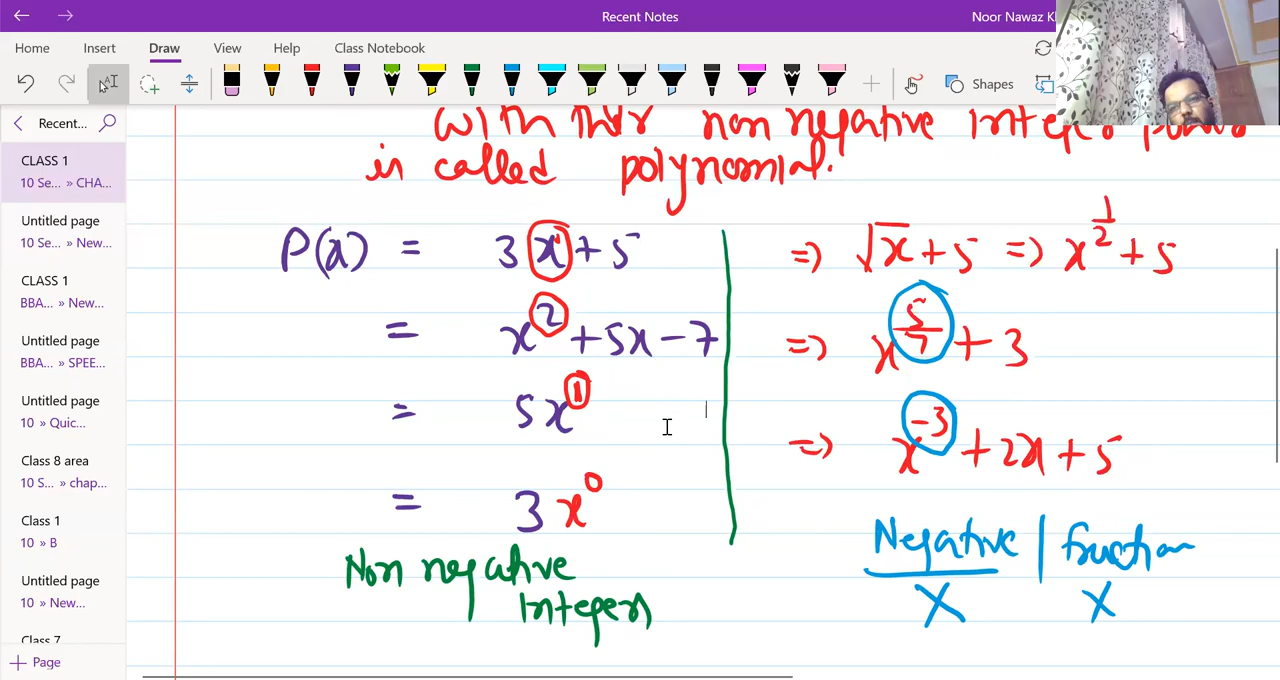 Recent Notes
Noor Nawaz Kh
Home Insert Draw View Help Class Notebook
Shapes
Recent...
CLASS 1
10 Se... » CHA...
Untitled page
10 Se... » New...
CLASS 1
BBA... » New...
Untitled page
BBA... » SPEE...
Untitled page
10 » Quic...
Class 8 area
10 S... » chap...
Class 1
10 » B
Untitled page
10 » New...
Class 7
+ Page
with non negative
is called polynomial.
P(x) = 3x + 5
= x² + 5x - 7
= 5x¹
= 3x⁰
Non negative
Integers
⇒ √x + 5 ⇒ x^(1/2) + 5
⇒ x^(5/7) + 3
⇒ x⁻³ + 2x + 5
Negative | fraction
X X